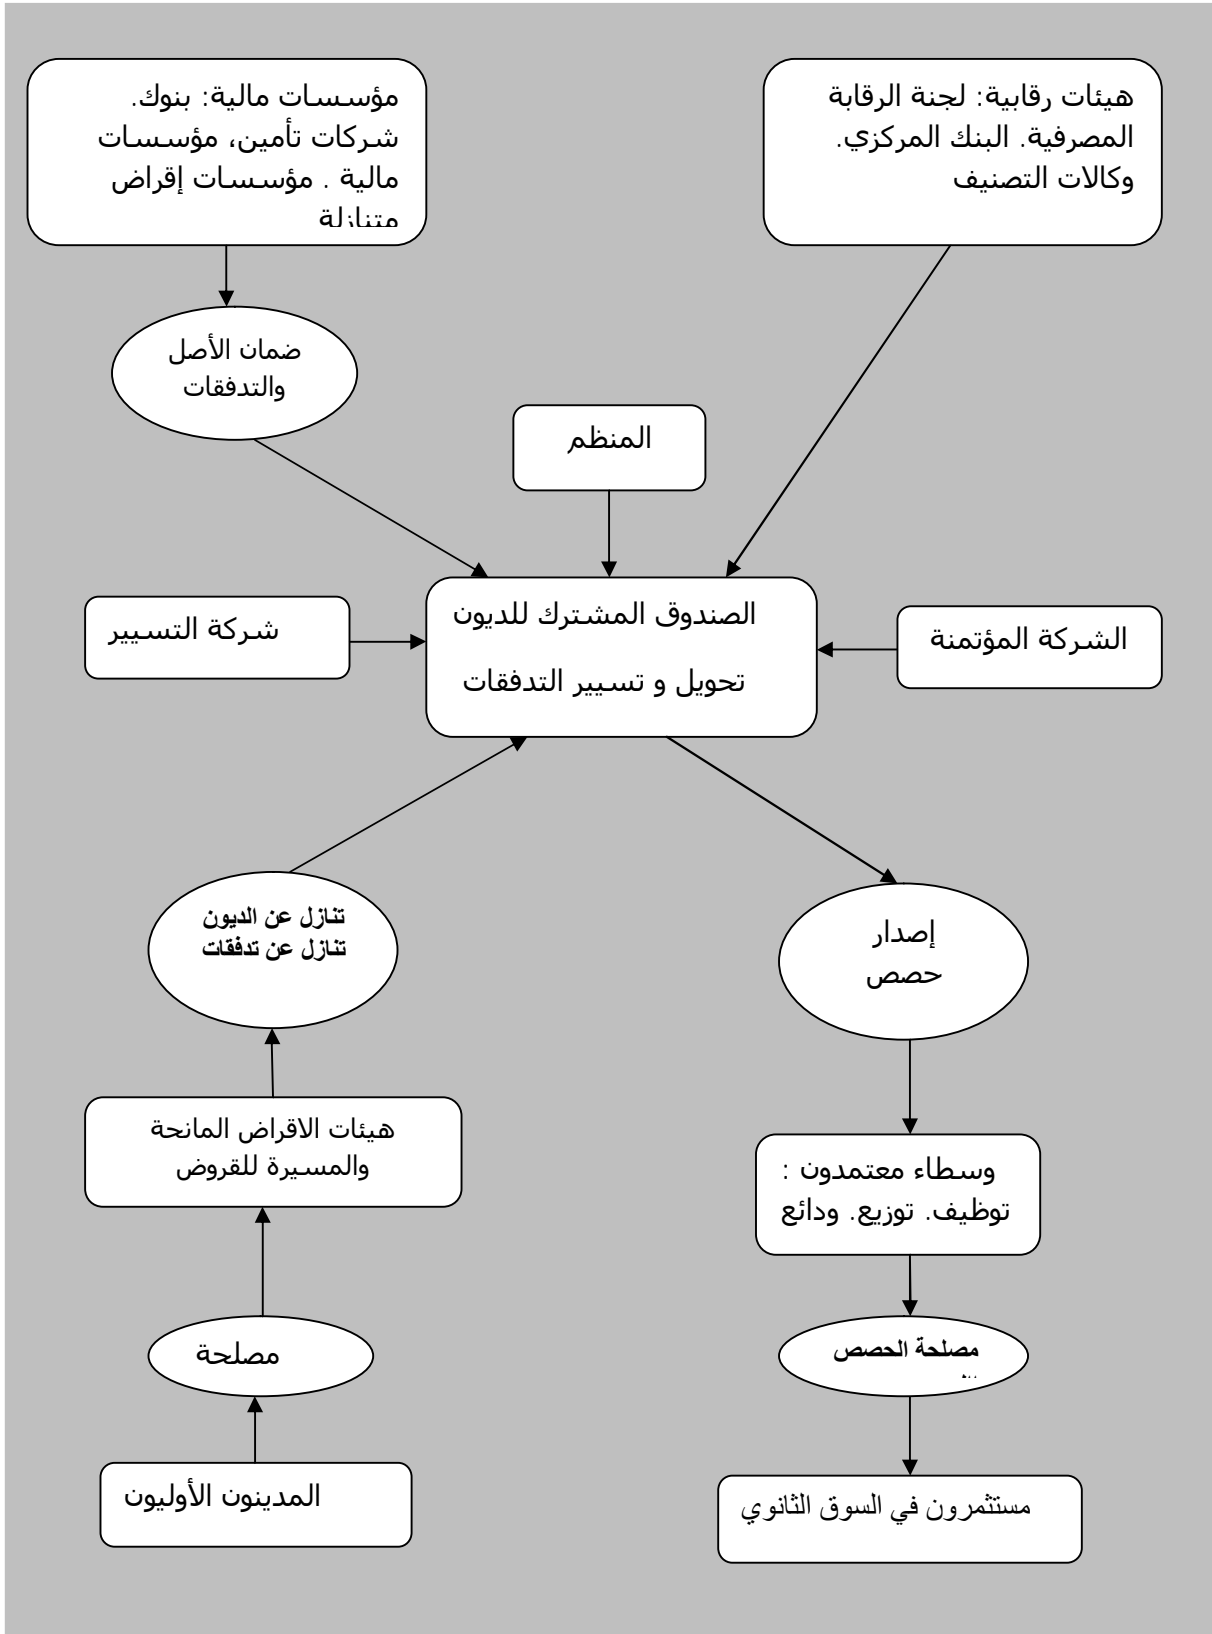 هيئات رقابية: لجنة الرقابة
المصرفية. البنك المركزي.
وكالات التصنيف
مؤسسات مالية: بنوك.
شركات تأمين، مؤسسات
مالية . مؤسسات إقراض
متنازلة
ضمان الأصل
والتدفقات
المنظم
الشركة المؤتمنة
الصندوق المشترك للديون
تحويل و تسيير التدفقات
شركة التسيير
إصدار
حصص
تنازل عن الديون
تنازل عن تدفقات
وسطاء معتمدون :
توظيف. توزيع. ودائع
هيئات الاقراض المانحة
والمسيرة للقروض
مصلحة الحصص
مصلحة
مستثمرون في السوق الثانوي
المدينون الأوليون